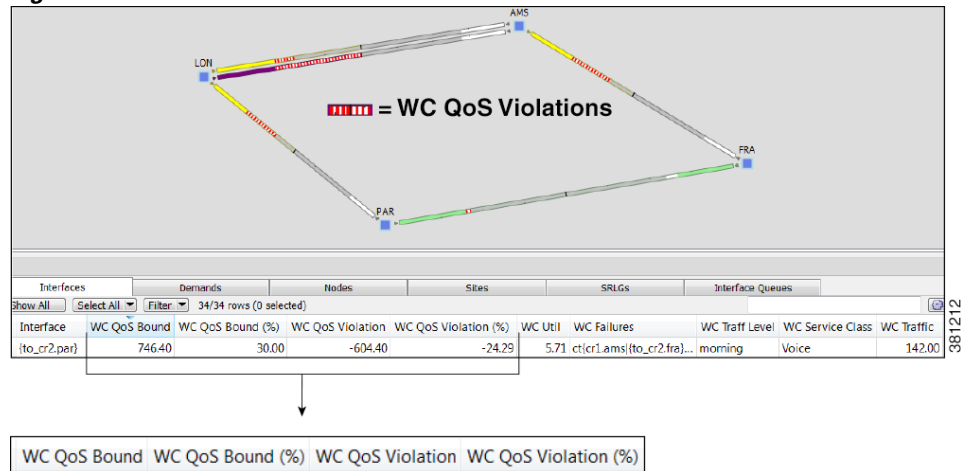 AMS
LON
= WC QoS Violations
FRA
PAR
Interfaces Demands Nodes Sites SRLGs Interface Queues
Show All Select All Filter 34/34 rows (0 selected)
Interface WC QoS Bound WC QoS Bound (%) WC QoS Violation WC QoS Violation (%) WC Util WC Failures WC Traff Level WC Service Class WC Traffic
{to_cr2.par} 746.40 30.00 -604.40 -24.29 5.71 ct{cr1.ams|{to_cr2.fra}... morning Voice 142.00
381212
WC QoS Bound WC QoS Bound (%) WC QoS Violation WC QoS Violation (%)